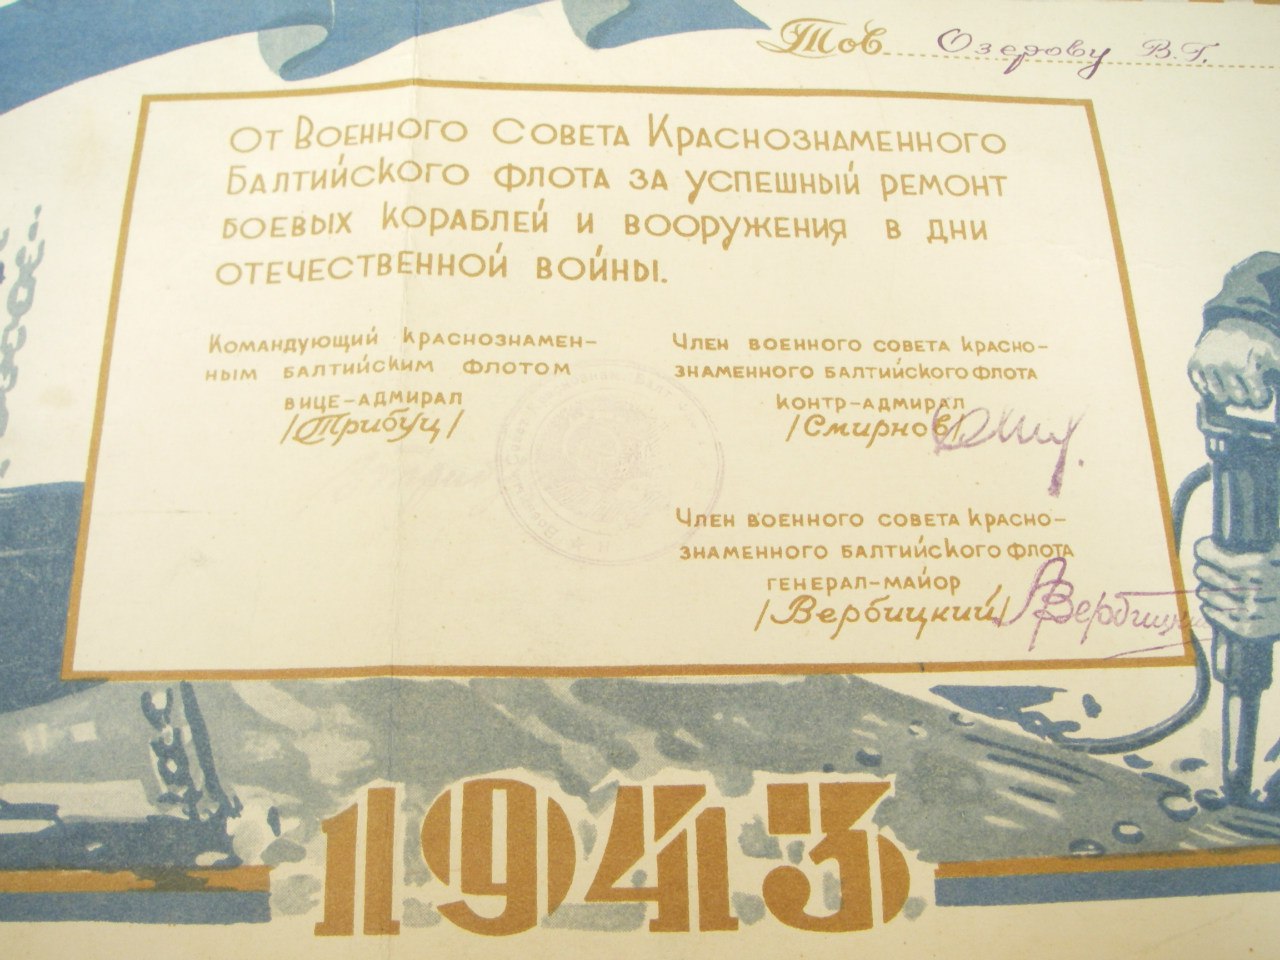 Тов Озерову В.Г.
От Военного Совета Краснознаменного
Балтийского флота за успешный ремонт
боевых кораблей и вооружения в дни
отечественной войны.
Командующий краснознамен-
ным балтийским флотом
вице-адмирал
/Трибуц/
Член военного совета красно-
знаменного балтийского флота
контр-адмирал
/Смирнов/
Член военного совета красно-
знаменного балтийского флота
генерал-майор
/Вербицкий/ Вербицкий
1943